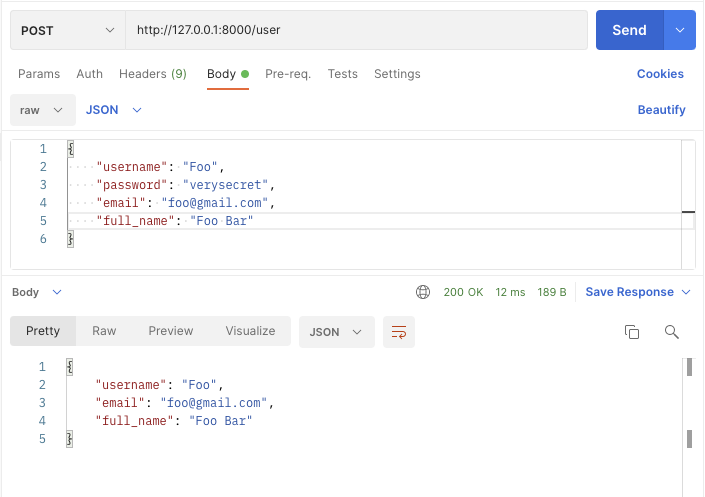 POST http://127.0.0.1:8000/user Send
Params Auth Headers (9) Body Pre-req. Tests Settings Cookies
raw JSON Beautify
1 {
2 "username": "Foo",
3 "password": "verysecret",
4 "email": "foo@gmail.com",
5 "full_name": "Foo Bar"
6 }
Body 200 OK 12 ms 189 B Save Response
Pretty Raw Preview Visualize JSON
1 {
2 "username": "Foo",
3 "email": "foo@gmail.com",
4 "full_name": "Foo Bar"
5 }